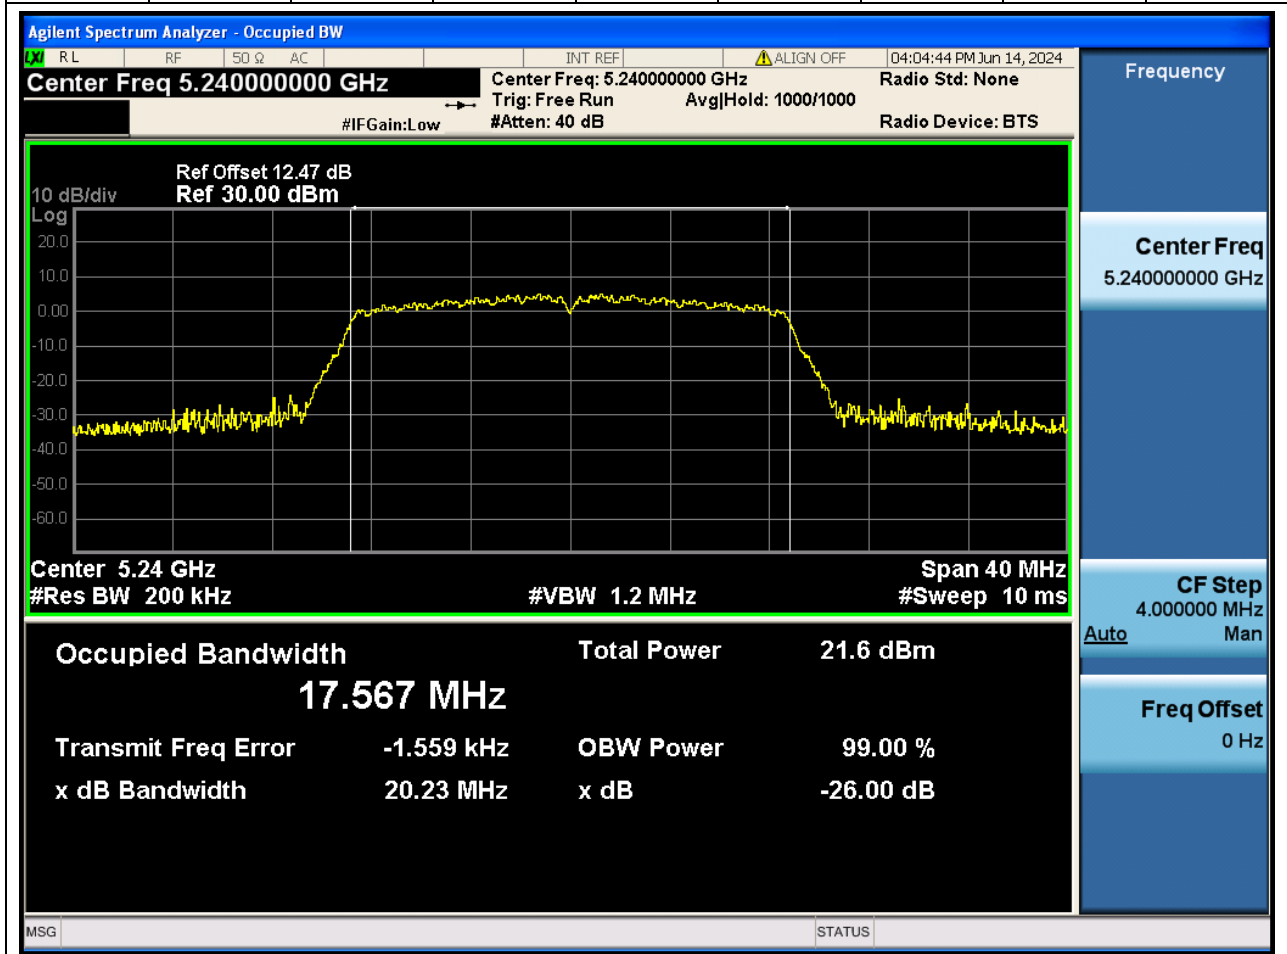 Agilent Spectrum Analyzer - Occupied BW
LXI RL RF 50 Ω AC INT REF ALIGN OFF 04:04:44 PM Jun 14, 2024
Center Freq 5.240000000 GHz
#IFGain:Low
Center Freq: 5.240000000 GHz
Trig: Free Run Avg|Hold: 1000/1000
#Atten: 40 dB
Radio Std: None
Radio Device: BTS
Ref Offset 12.47 dB
10 dB/div Ref 30.00 dBm
Log
20.0
10.0
0.00
-10.0
-20.0
-30.0
-40.0
-50.0
-60.0
Center 5.24 GHz Span 40 MHz
#Res BW 200 kHz #VBW 1.2 MHz #Sweep 10 ms
Occupied Bandwidth Total Power 21.6 dBm
17.567 MHz
Transmit Freq Error -1.559 kHz OBW Power 99.00 %
x dB Bandwidth 20.23 MHz x dB -26.00 dB
Frequency
Center Freq
5.240000000 GHz
CF Step
4.000000 MHz
Auto Man
Freq Offset
0 Hz
MSG STATUS